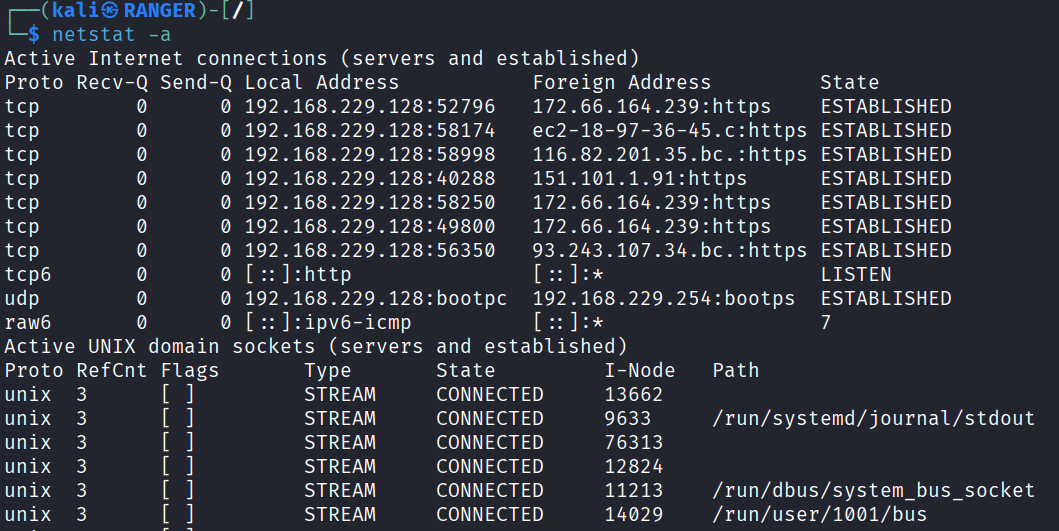 ┌──(kali㉿RANGER)-[/]
└─$ netstat -a
Active Internet connections (servers and established)
Proto Recv-Q Send-Q Local Address           Foreign Address         State
tcp        0      0 192.168.229.128:52796   172.66.164.239:https    ESTABLISHED
tcp        0      0 192.168.229.128:58174   ec2-18-97-36-45.c:https ESTABLISHED
tcp        0      0 192.168.229.128:58998   116.82.201.35.bc.:https ESTABLISHED
tcp        0      0 192.168.229.128:40288   151.101.1.91:https      ESTABLISHED
tcp        0      0 192.168.229.128:58250   172.66.164.239:https    ESTABLISHED
tcp        0      0 192.168.229.128:49800   172.66.164.239:https    ESTABLISHED
tcp        0      0 192.168.229.128:56350   93.243.107.34.bc.:https ESTABLISHED
tcp6       0      0 [::]:http               [::]:*                  LISTEN
udp        0      0 192.168.229.128:bootpc  192.168.229.254:bootps  ESTABLISHED
raw6       0      0 [::]:ipv6-icmp          [::]:*                  7
Active UNIX domain sockets (servers and established)
Proto RefCnt Flags       Type       State         I-Node   Path
unix  3      [ ]         STREAM     CONNECTED     13662
unix  3      [ ]         STREAM     CONNECTED     9633     /run/systemd/journal/stdout
unix  3      [ ]         STREAM     CONNECTED     76313
unix  3      [ ]         STREAM     CONNECTED     12824
unix  3      [ ]         STREAM     CONNECTED     11213    /run/dbus/system_bus_socket
unix  3      [ ]         STREAM     CONNECTED     14029    /run/user/1001/bus